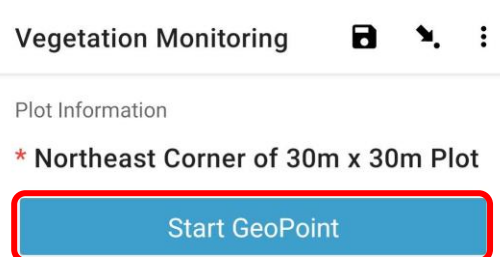 Vegetation Monitoring
Plot Information
* Northeast Corner of 30m x 30m Plot
Start GeoPoint